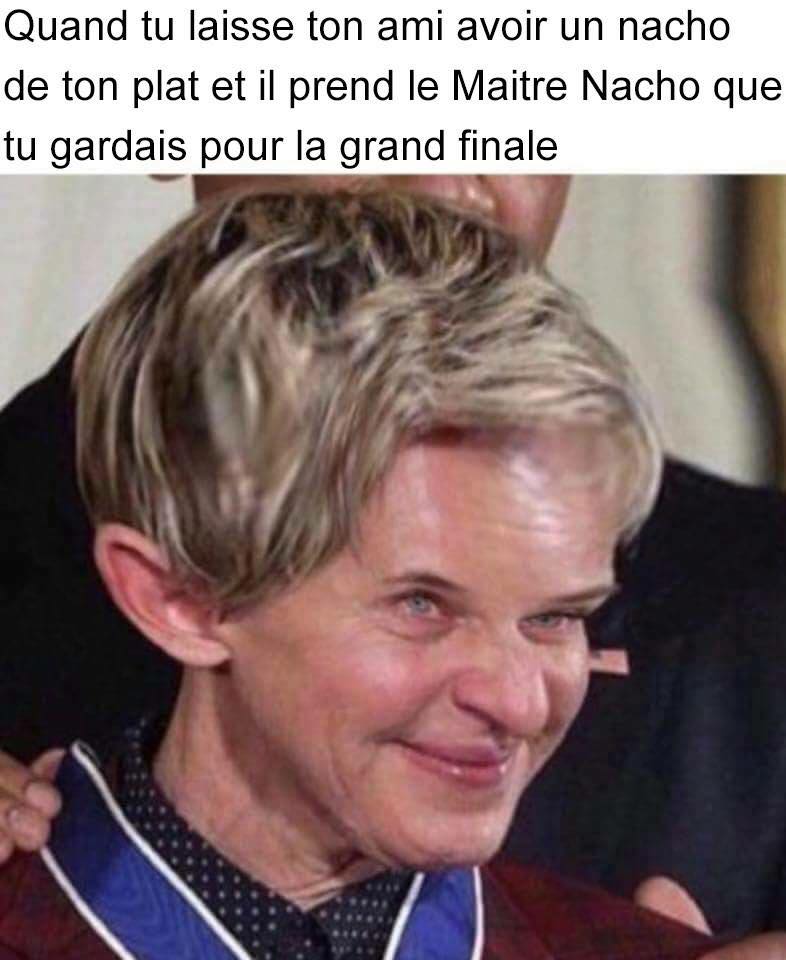 Quand tu laisse ton ami avoir un nacho
de ton plat et il prend le Maitre Nacho que
tu gardais pour la grand finale